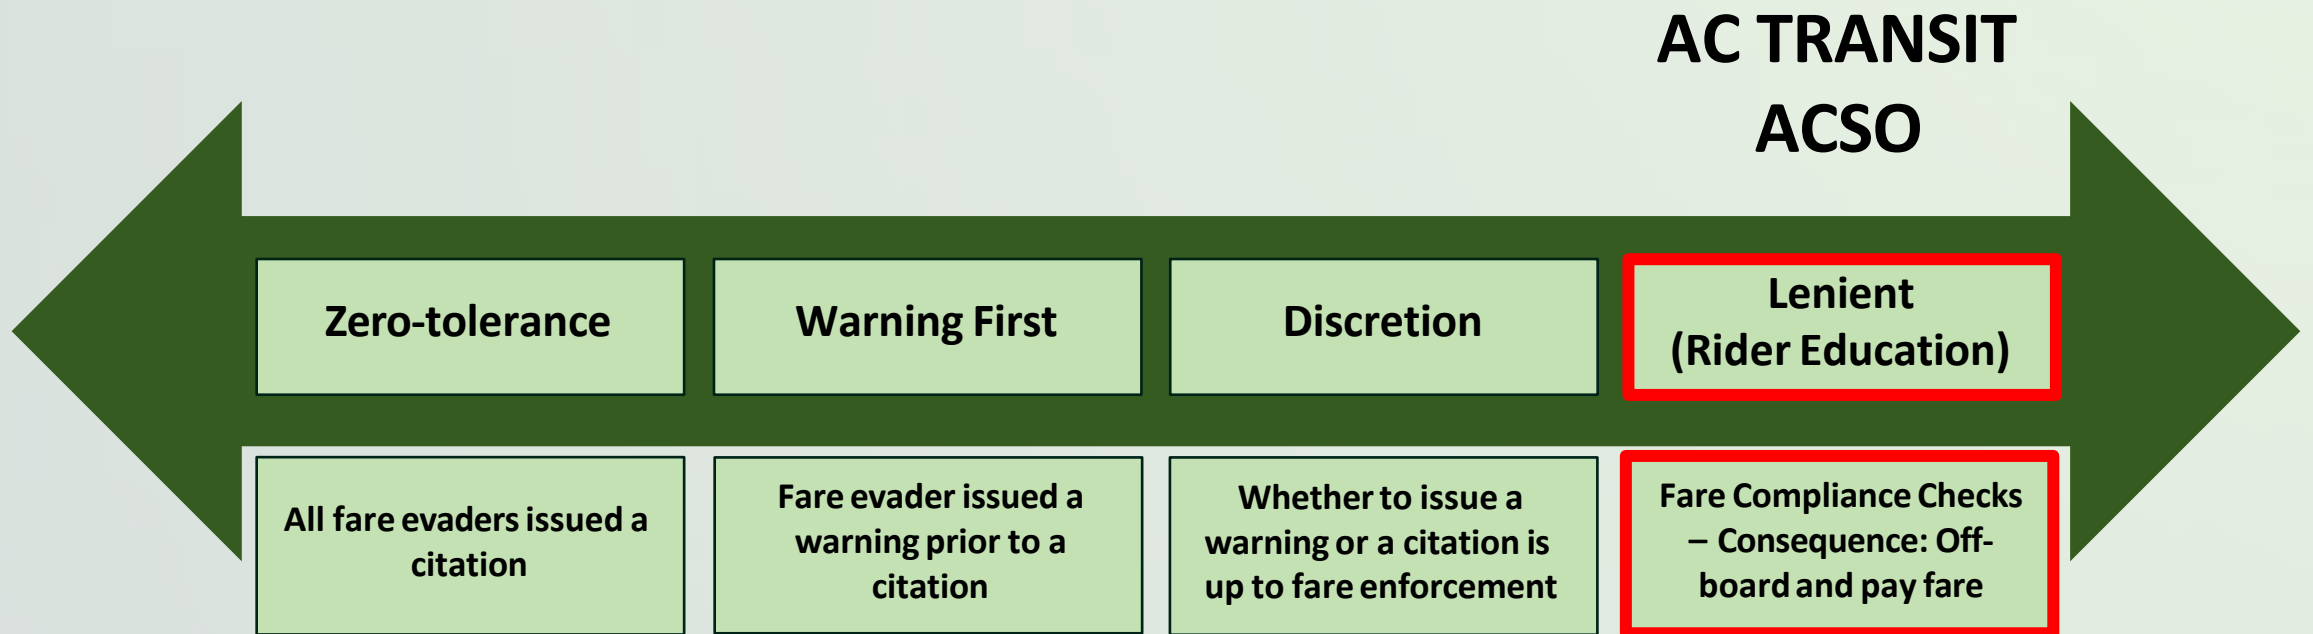 AC TRANSIT
ACSO
Zero-tolerance
Warning First
Discretion
Lenient
(Rider Education)
All fare evaders issued a
citation
Fare evader issued a
warning prior to a
citation
Whether to issue a
warning or a citation is
up to fare enforcement
Fare Compliance Checks
– Consequence: Off-
board and pay fare